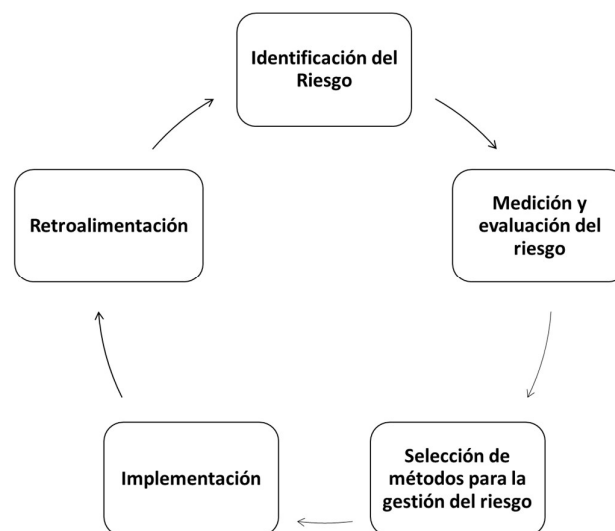 Identificación del
Riesgo
Medición y
evaluación del
riesgo
Selección de
métodos para la
gestión del riesgo
Implementación
Retroalimentación